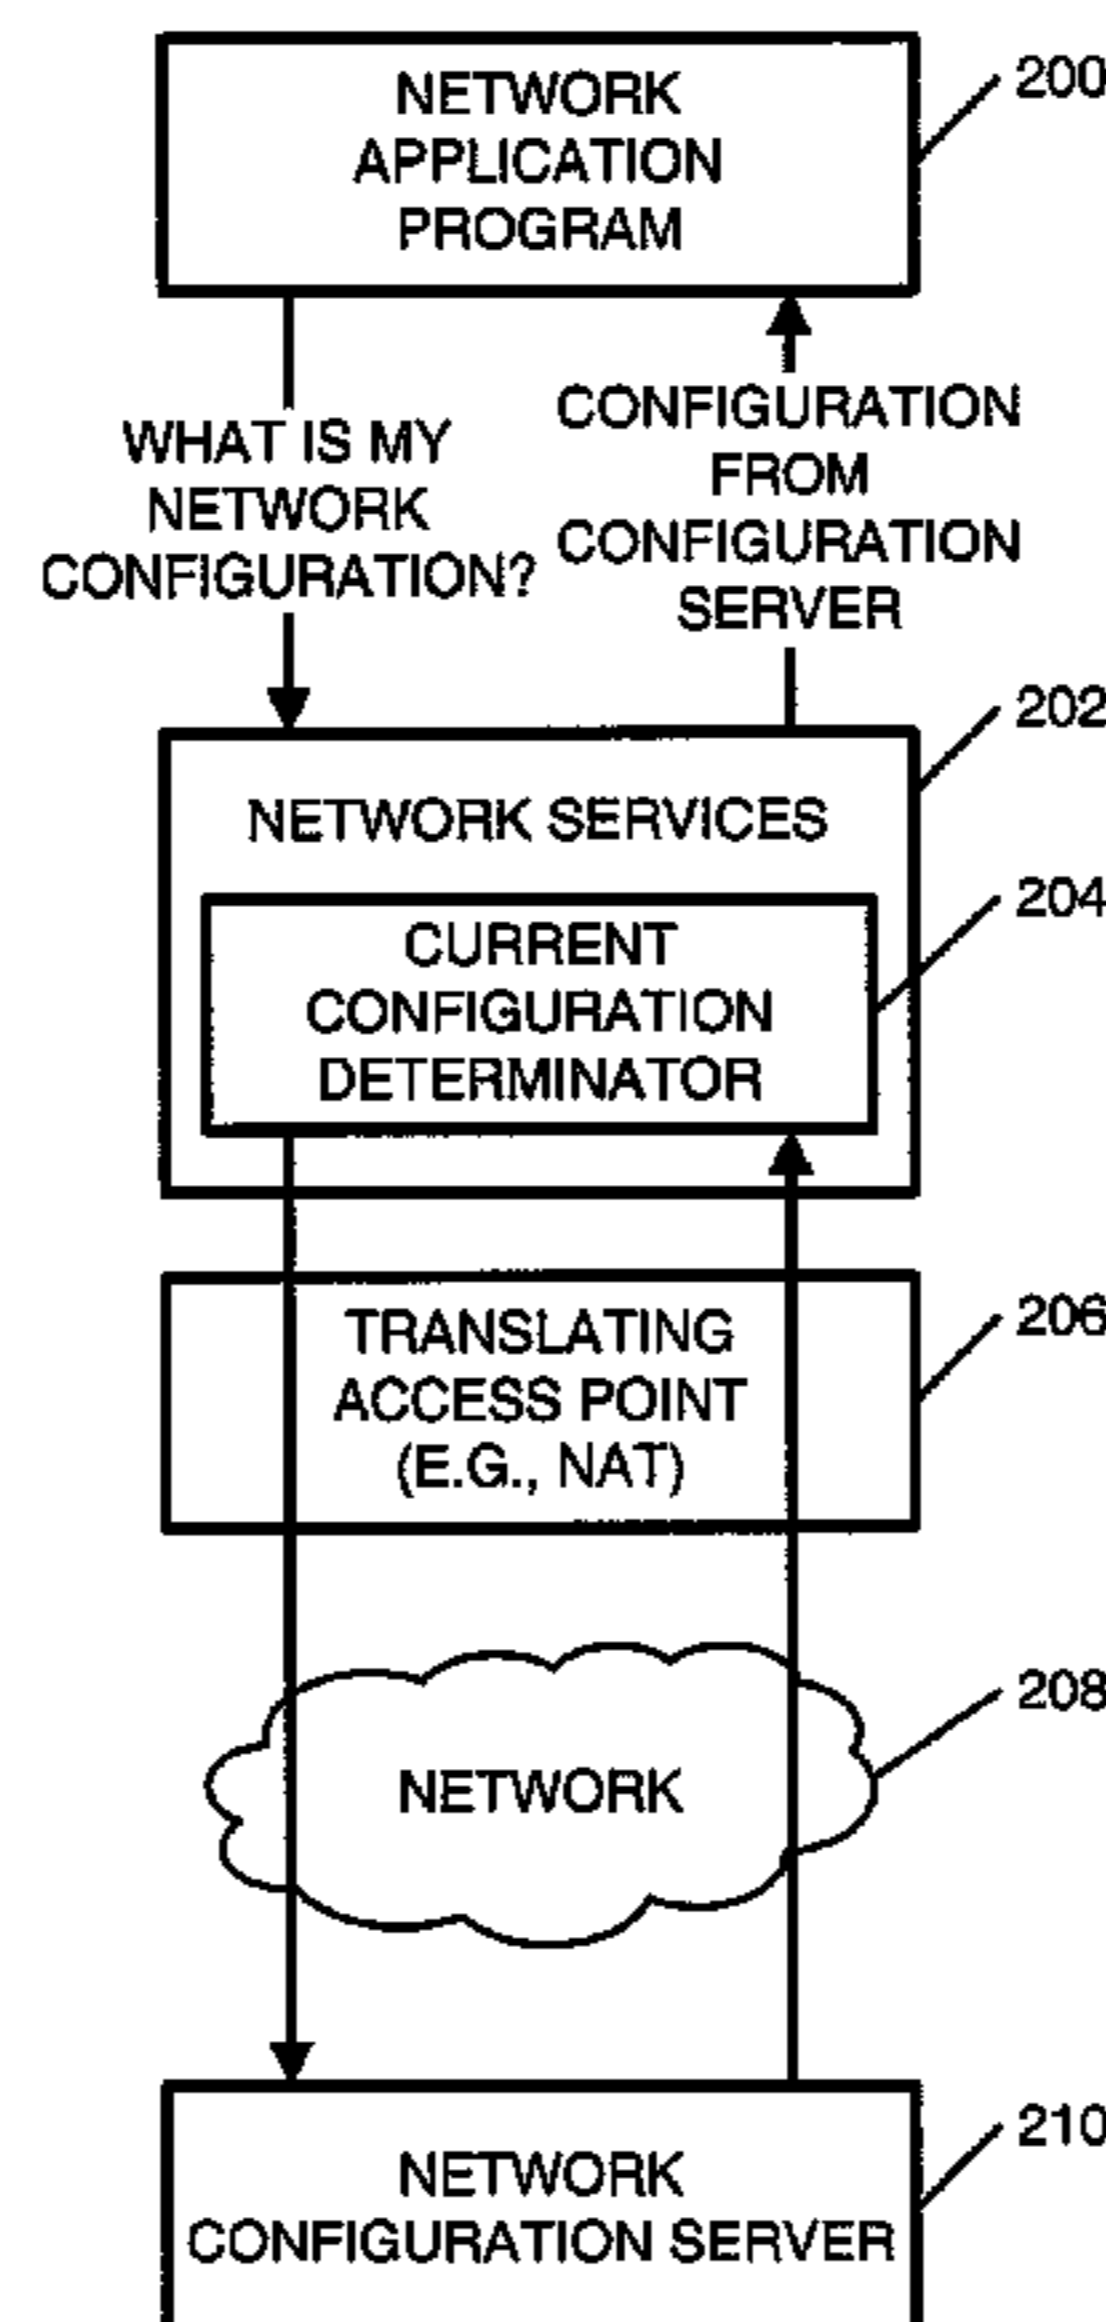 NETWORK
APPLICATION
PROGRAM
200
WHAT IS MY
NETWORK
CONFIGURATION?
CONFIGURATION
FROM
CONFIGURATION
SERVER
202
NETWORK SERVICES
204
CURRENT
CONFIGURATION
DETERMINATOR
206
TRANSLATING
ACCESS POINT
(E.G., NAT)
208
NETWORK
210
NETWORK
CONFIGURATION SERVER